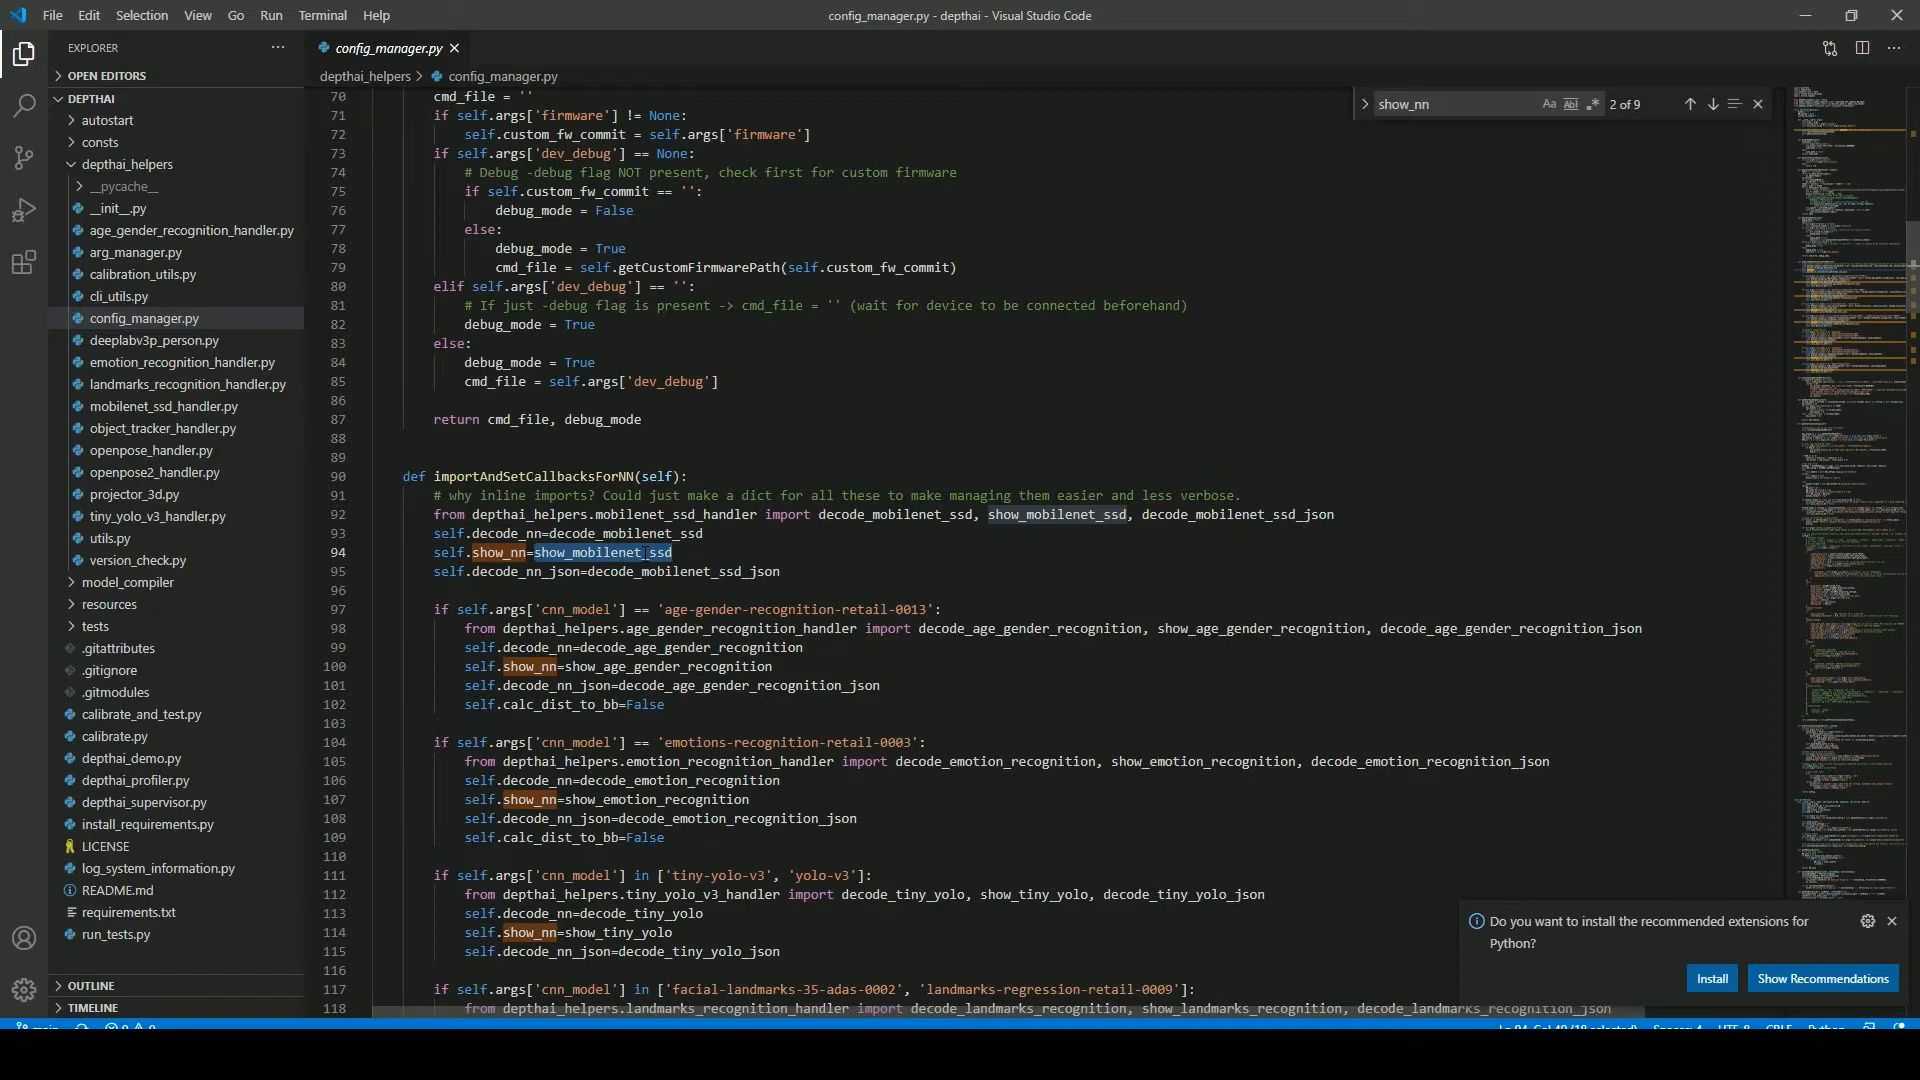 File Edit Selection View Go Run Terminal Help
config_manager.py - depthai - Visual Studio Code
EXPLORER
OPEN EDITORS
DEPTHAI
autostart
consts
depthai_helpers
__pycache__
__init__.py
age_gender_recognition_handler.py
arg_manager.py
calibration_utils.py
cli_utils.py
config_manager.py
deeplabv3p_person.py
emotion_recognition_handler.py
landmarks_recognition_handler.py
mobilenet_ssd_handler.py
object_tracker_handler.py
openpose_handler.py
openpose2_handler.py
projector_3d.py
tiny_yolo_v3_handler.py
utils.py
version_check.py
model_compiler
resources
tests
.gitattributes
.gitignore
.gitmodules
calibrate_and_test.py
calibrate.py
depthai_demo.py
depthai_profiler.py
depthai_supervisor.py
install_requirements.py
LICENSE
log_system_information.py
README.md
requirements.txt
run_tests.py
OUTLINE
TIMELINE
config_manager.py
depthai_helpers > config_manager.py
show_nn Aa Abl .* 2 of 9
70 cmd_file = ''
71 if self.args['firmware'] != None:
72 self.custom_fw_commit = self.args['firmware']
73 if self.args['dev_debug'] == None:
74 # Debug -debug flag NOT present, check first for custom firmware
75 if self.custom_fw_commit == '':
76 debug_mode = False
77 else:
78 debug_mode = True
79 cmd_file = self.getCustomFirmwarePath(self.custom_fw_commit)
80 elif self.args['dev_debug'] == '':
81 # If just -debug flag is present -> cmd_file = '' (wait for device to be connected beforehand)
82 debug_mode = True
83 else:
84 debug_mode = True
85 cmd_file = self.args['dev_debug']
86
87 return cmd_file, debug_mode
88
89
90 def importAndSetCallbacksForNN(self):
91 # why inline imports? Could just make a dict for all these to make managing them easier and less verbose.
92 from depthai_helpers.mobilenet_ssd_handler import decode_mobilenet_ssd, show_mobilenet_ssd, decode_mobilenet_ssd_json
93 self.decode_nn=decode_mobilenet_ssd
94 self.show_nn=show_mobilenet_ssd
95 self.decode_nn_json=decode_mobilenet_ssd_json
96
97 if self.args['cnn_model'] == 'age-gender-recognition-retail-0013':
98 from depthai_helpers.age_gender_recognition_handler import decode_age_gender_recognition, show_age_gender_recognition, decode_age_gender_recognition_json
99 self.decode_nn=decode_age_gender_recognition
100 self.show_nn=show_age_gender_recognition
101 self.decode_nn_json=decode_age_gender_recognition_json
102 self.calc_dist_to_bb=False
103
104 if self.args['cnn_model'] == 'emotions-recognition-retail-0003':
105 from depthai_helpers.emotion_recognition_handler import decode_emotion_recognition, show_emotion_recognition, decode_emotion_recognition_json
106 self.decode_nn=decode_emotion_recognition
107 self.show_nn=show_emotion_recognition
108 self.decode_nn_json=decode_emotion_recognition_json
109 self.calc_dist_to_bb=False
110
111 if self.args['cnn_model'] in ['tiny-yolo-v3', 'yolo-v3']:
112 from depthai_helpers.tiny_yolo_v3_handler import decode_tiny_yolo, show_tiny_yolo, decode_tiny_yolo_json
113 self.decode_nn=decode_tiny_yolo
114 self.show_nn=show_tiny_yolo
115 self.decode_nn_json=decode_tiny_yolo_json
116
117 if self.args['cnn_model'] in ['facial-landmarks-35-adas-0002', 'landmarks-regression-retail-0009']:
118 from depthai_helpers.landmarks_recognition_handler import decode_landmarks_recognition, show_landmarks_recognition, decode_landmarks_recognition_json
Do you want to install the recommended extensions for
Python?
Install Show Recommendations
main 0 0
Ln 94, Col 49 (18 selected) Spaces: 4 UTF-8 CRLF Python